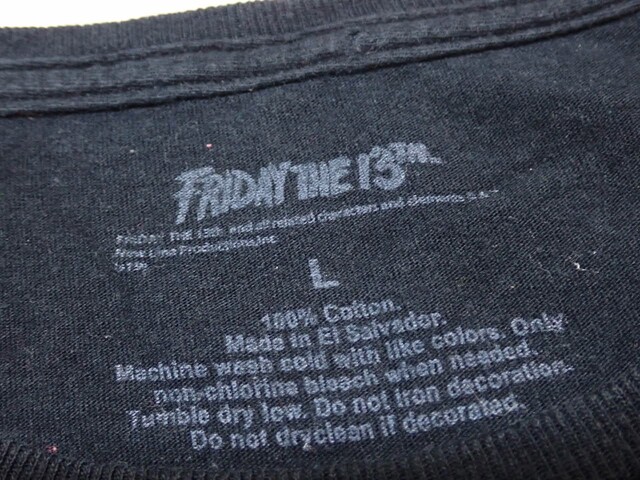 FRIDAY THE 13TH
FRIDAY THE 13th and all related characters and elements
New Line Productions, Inc
L
100% Cotton.
Made in El Salvador.
Machine wash cold with like colors. Only
non-chlorine bleach when needed.
Tumble dry low. Do not iron decoration.
Do not dryclean if decorated.